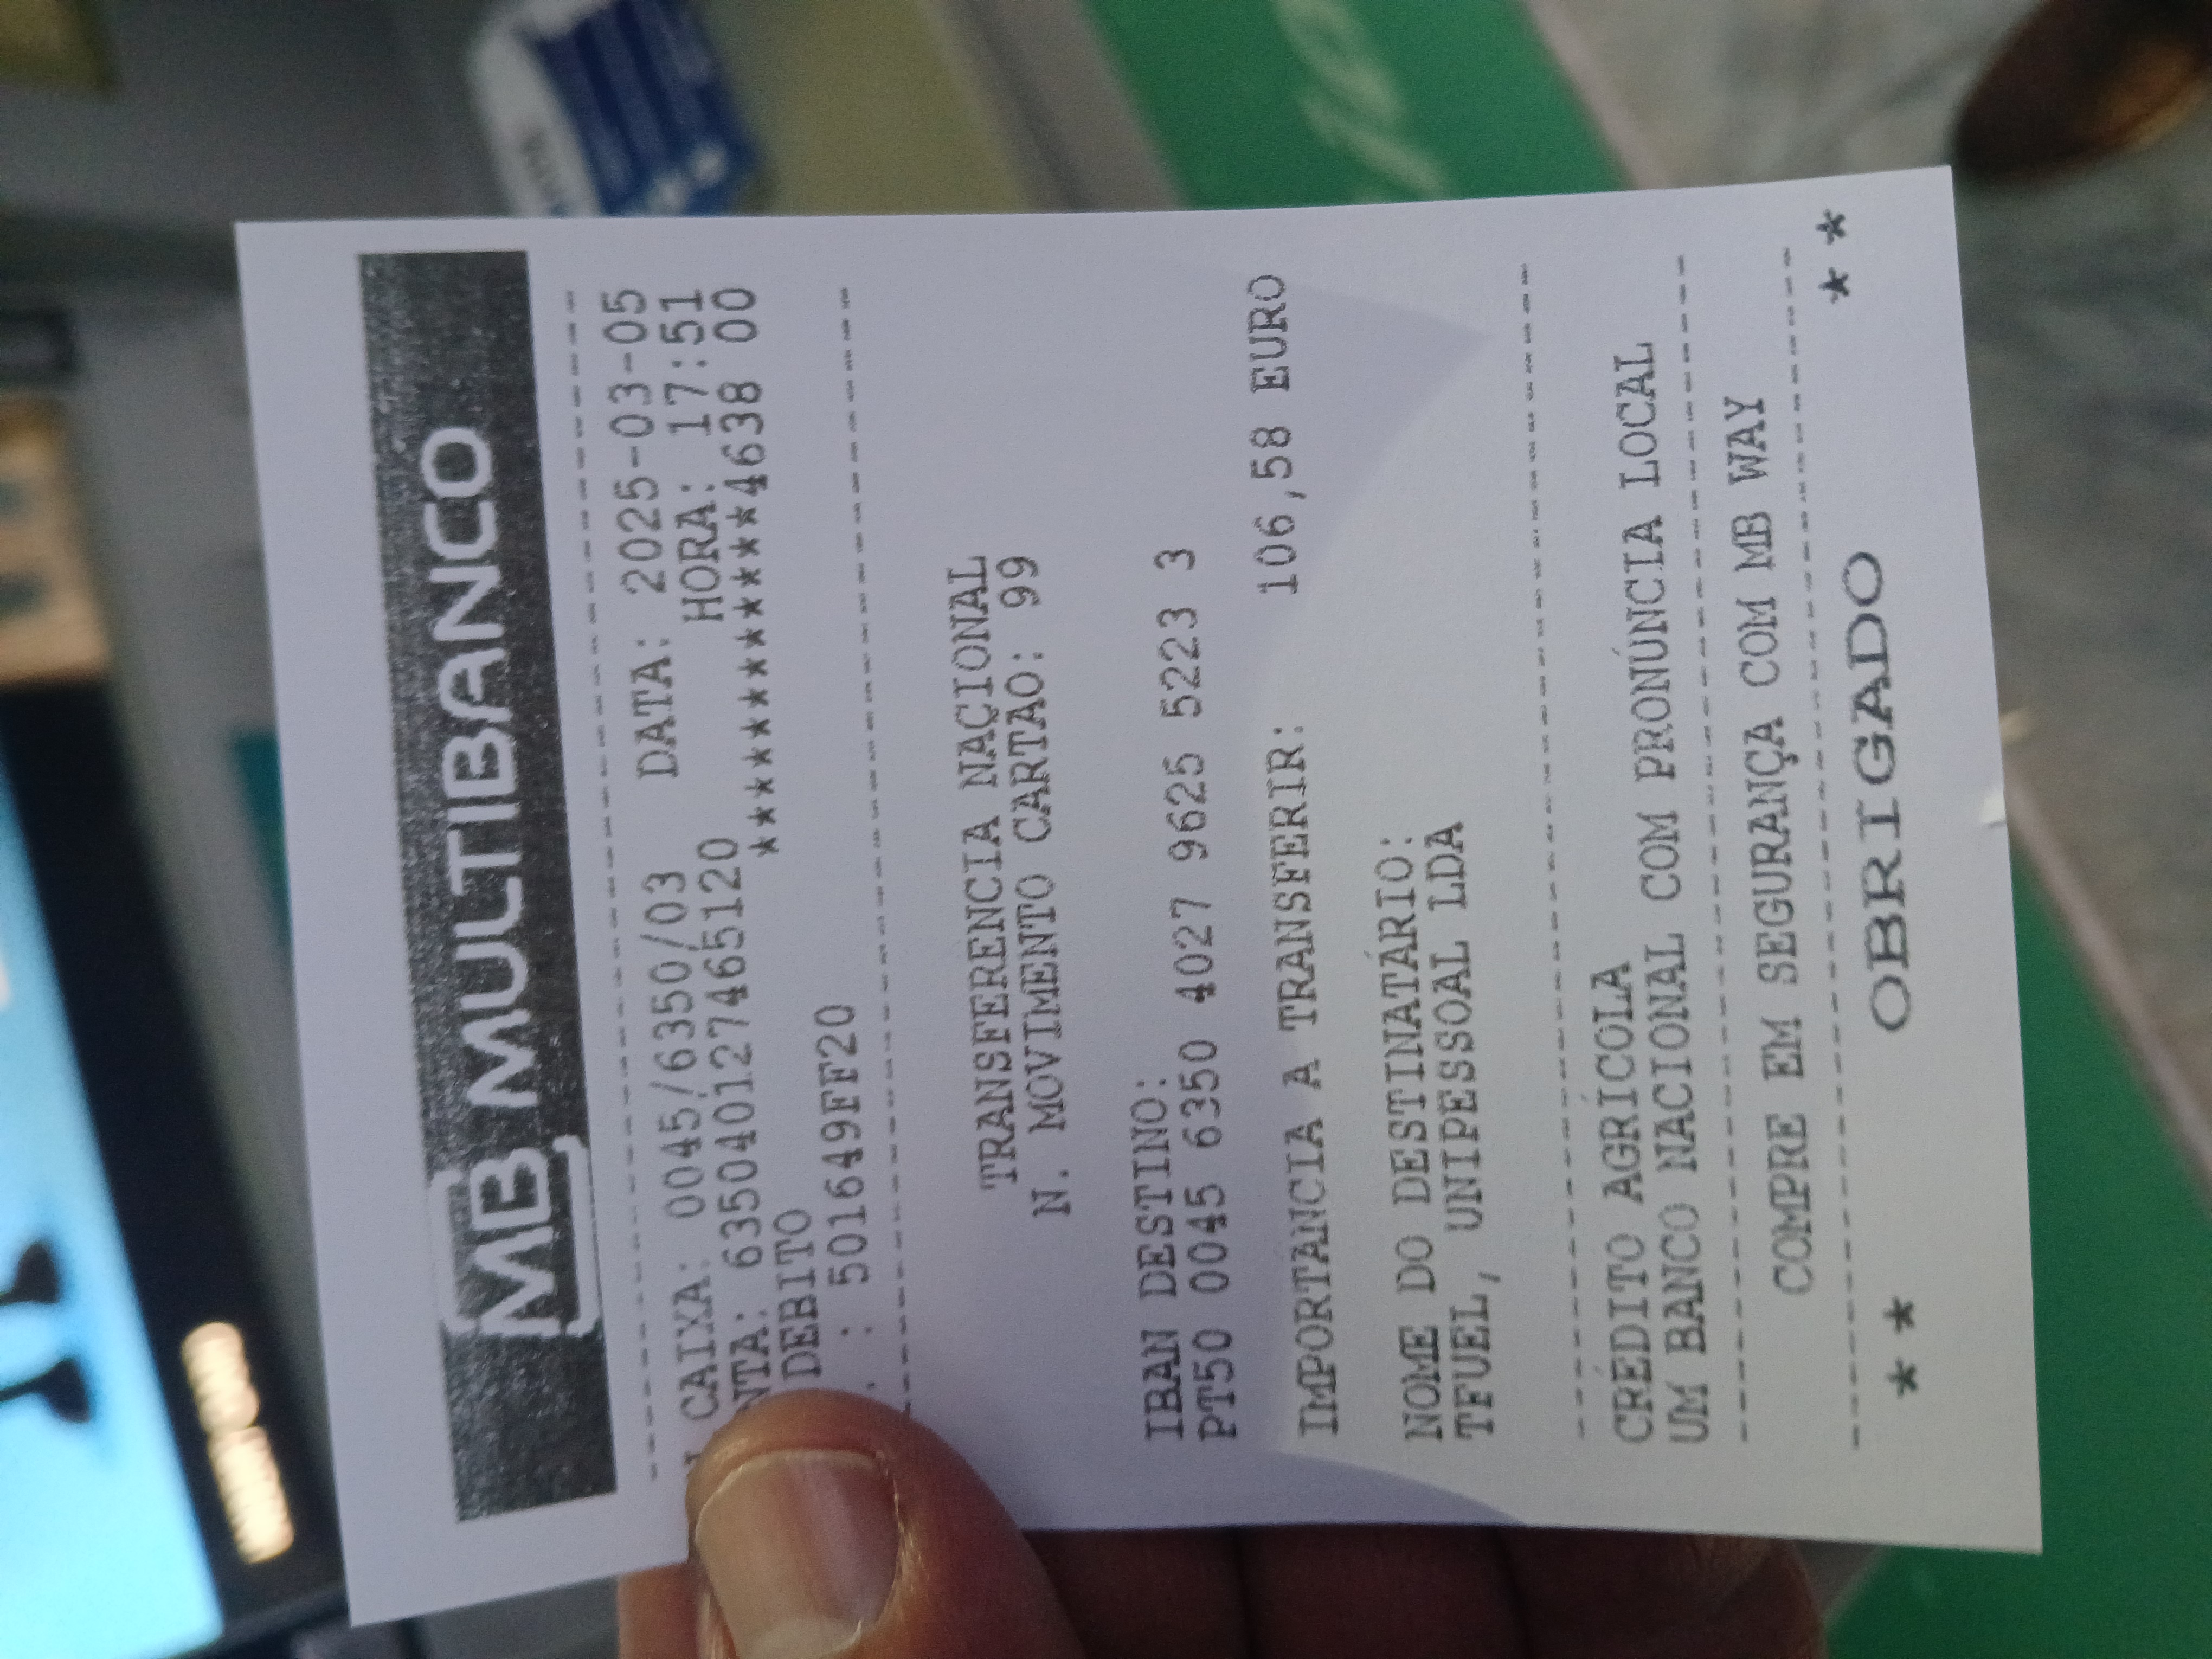 MB MULTIBANCO
CAIXA: 0045/6350/03 DATA: 2025-03-05
NTA: 63504012746512​0 HORA: 17:51
DEBITO ************4638 00
. : 501649FF20
TRANSFERENCIA NACIONAL
N. MOVIMENTO CARTAO: 99
IBAN DESTINO:
PT50 0045 6350 4027 9625 5223 3
IMPORTÂNCIA A TRANSFERIR: 106,58 EURO
NOME DO DESTINATÁRIO:
TFUEL, UNIPESSOAL LDA
CRÉDITO AGRÍCOLA
UM BANCO NACIONAL COM PRONÚNCIA LOCAL
COMPRE EM SEGURANÇA COM MB WAY
** OBRIGADO **